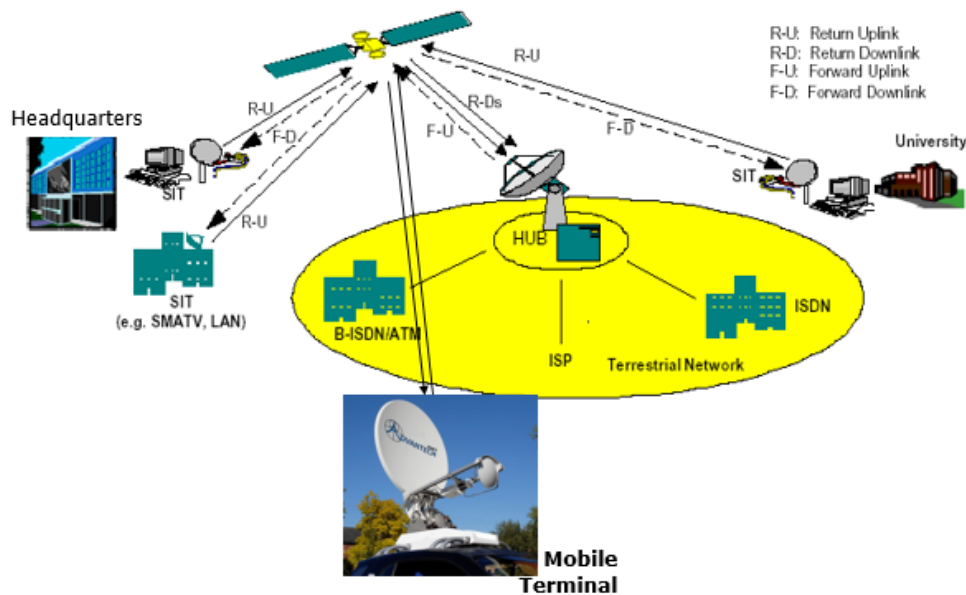 R-U: Return Uplink
R-D: Return Downlink
F-U: Forward Uplink
F-D: Forward Downlink
R-U
R-Ds
R-U
F-D
F-U
F-D
Headquarters
University
SIT
SIT
R-U
HUB
SIT
(e.g. SMATV, LAN)
B-ISDN/ATM
ISDN
ISP
Terrestrial Network
ADVANTECH
Mobile
Terminal